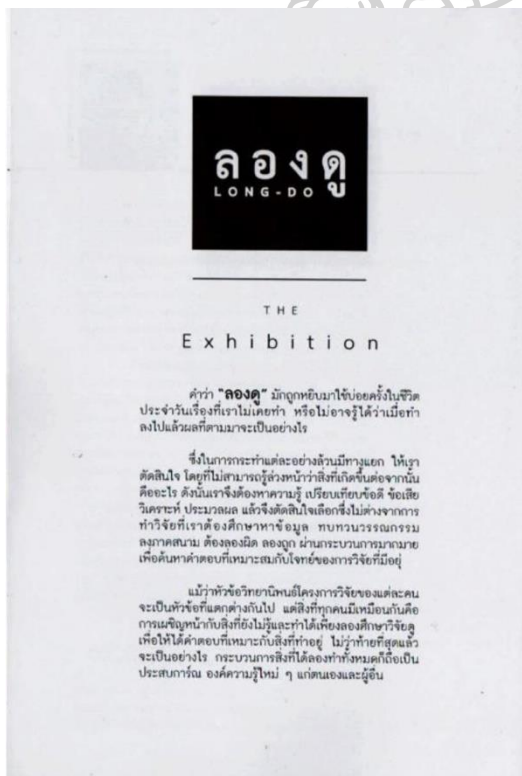 ลองดู
LONG-DO
THE
Exhibition
คำว่า "ลองดู" มักถูกหยิบมาใช้บ่อยครั้งในชีวิต
ประจำวันเรื่องที่เราไม่เคยทำ หรือไม่อาจรู้ได้ว่าเมื่อทำ
ลงไปแล้วผลที่ตามมาจะเป็นอย่างไร
ซึ่งในการกระทำแต่ละอย่างล้วนมีทางแยก ให้เรา
ตัดสินใจ โดยที่ไม่สามารถรู้ล่วงหน้าว่าสิ่งที่เกิดขึ้นต่อจากนั้น
คืออะไร ดังนั้นเราจึงต้องหาความรู้ เปรียบเทียบข้อดี ข้อเสีย
วิเคราะห์ ประมวลผล แล้วจึงตัดสินใจเลือกซึ่งไม่ต่างจากการ
ทำวิจัยที่เราต้องศึกษาหาข้อมูล ทบทวนวรรณกรรม
ลงภาคสนาม ต้องลองผิด ลองถูก ผ่านกระบวนการมากมาย
เพื่อค้นหาคำตอบที่เหมาะสมกับโจทย์ของการวิจัยที่มีอยู่
แม้ว่าหัวข้อวิทยานิพนธ์โครงการวิจัยของแต่ละคน
จะเป็นหัวข้อที่แตกต่างกันไป แต่สิ่งที่ทุกคนมีเหมือนกันคือ
การเผชิญหน้ากับสิ่งที่ยังไม่รู้และทำได้เพียงลองศึกษาวิจัยดู
เพื่อให้ได้คำตอบที่เหมาะกับสิ่งที่ทำอยู่ ไม่ว่าท้ายที่สุดแล้ว
จะเป็นอย่างไร กระบวนการสิ่งที่ได้ลองทำทั้งหมดก็ถือเป็น
ประสบการ์ณ องค์ความรู้ใหม่ ๆ แก่ตนเองและผู้อื่น